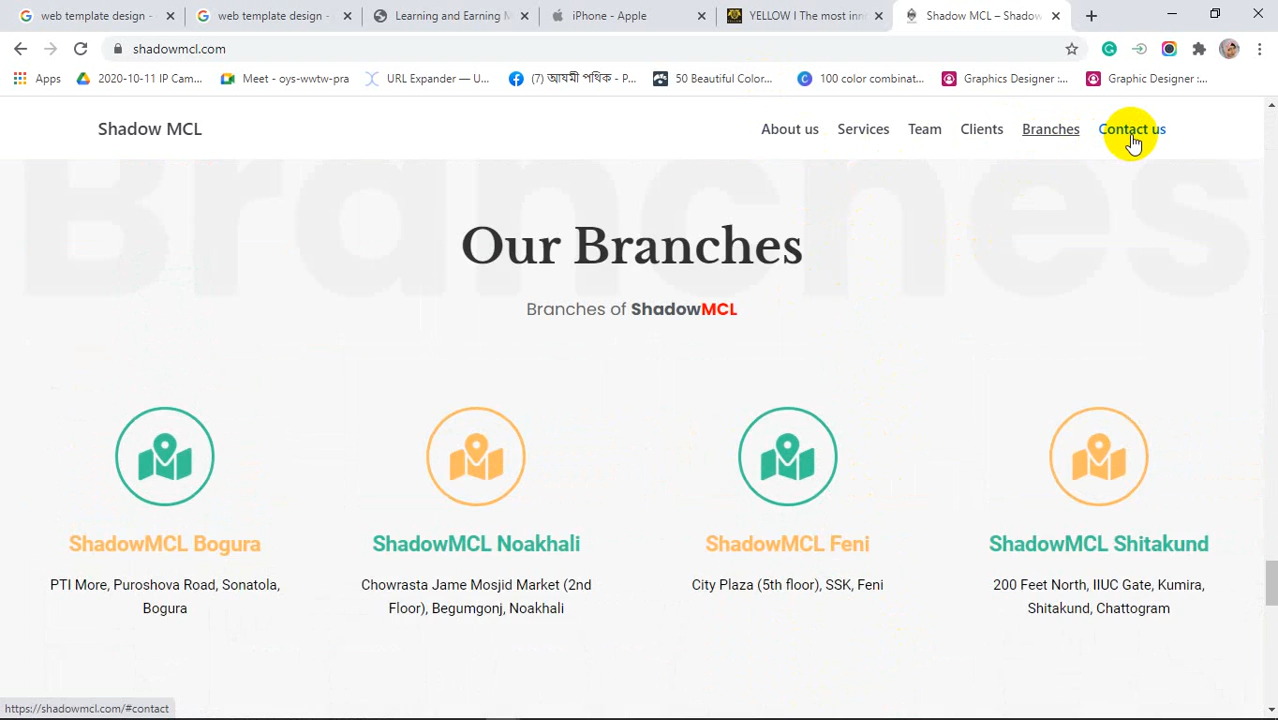 web template design -
web template design -
Learning and Earning M
iPhone - Apple
YELLOW I The most inn
Shadow MCL – Shadow
shadowmcl.com
Apps
2020-10-11 IP Cam...
Meet - sys-wwtw-pra
URL Expander — U...
(7) আযমী পথিক - P...
50 Beautiful Color...
100 color combinat...
Graphics Designer :...
Graphic Designer :...
Shadow MCL
About us
Services
Team
Clients
Branches
Contact us
Branches
Our Branches
Branches of ShadowMCL
ShadowMCL Bogura
PTI More, Puroshova Road, Sonatola,
Bogura
ShadowMCL Noakhali
Chowrasta Jame Mosjid Market (2nd
Floor), Begumgonj, Noakhali
ShadowMCL Feni
City Plaza (5th floor), SSK, Feni
ShadowMCL Shitakund
200 Feet North, IIUC Gate, Kumira,
Shitakund, Chattogram
https://shadowmcl.com/#contact